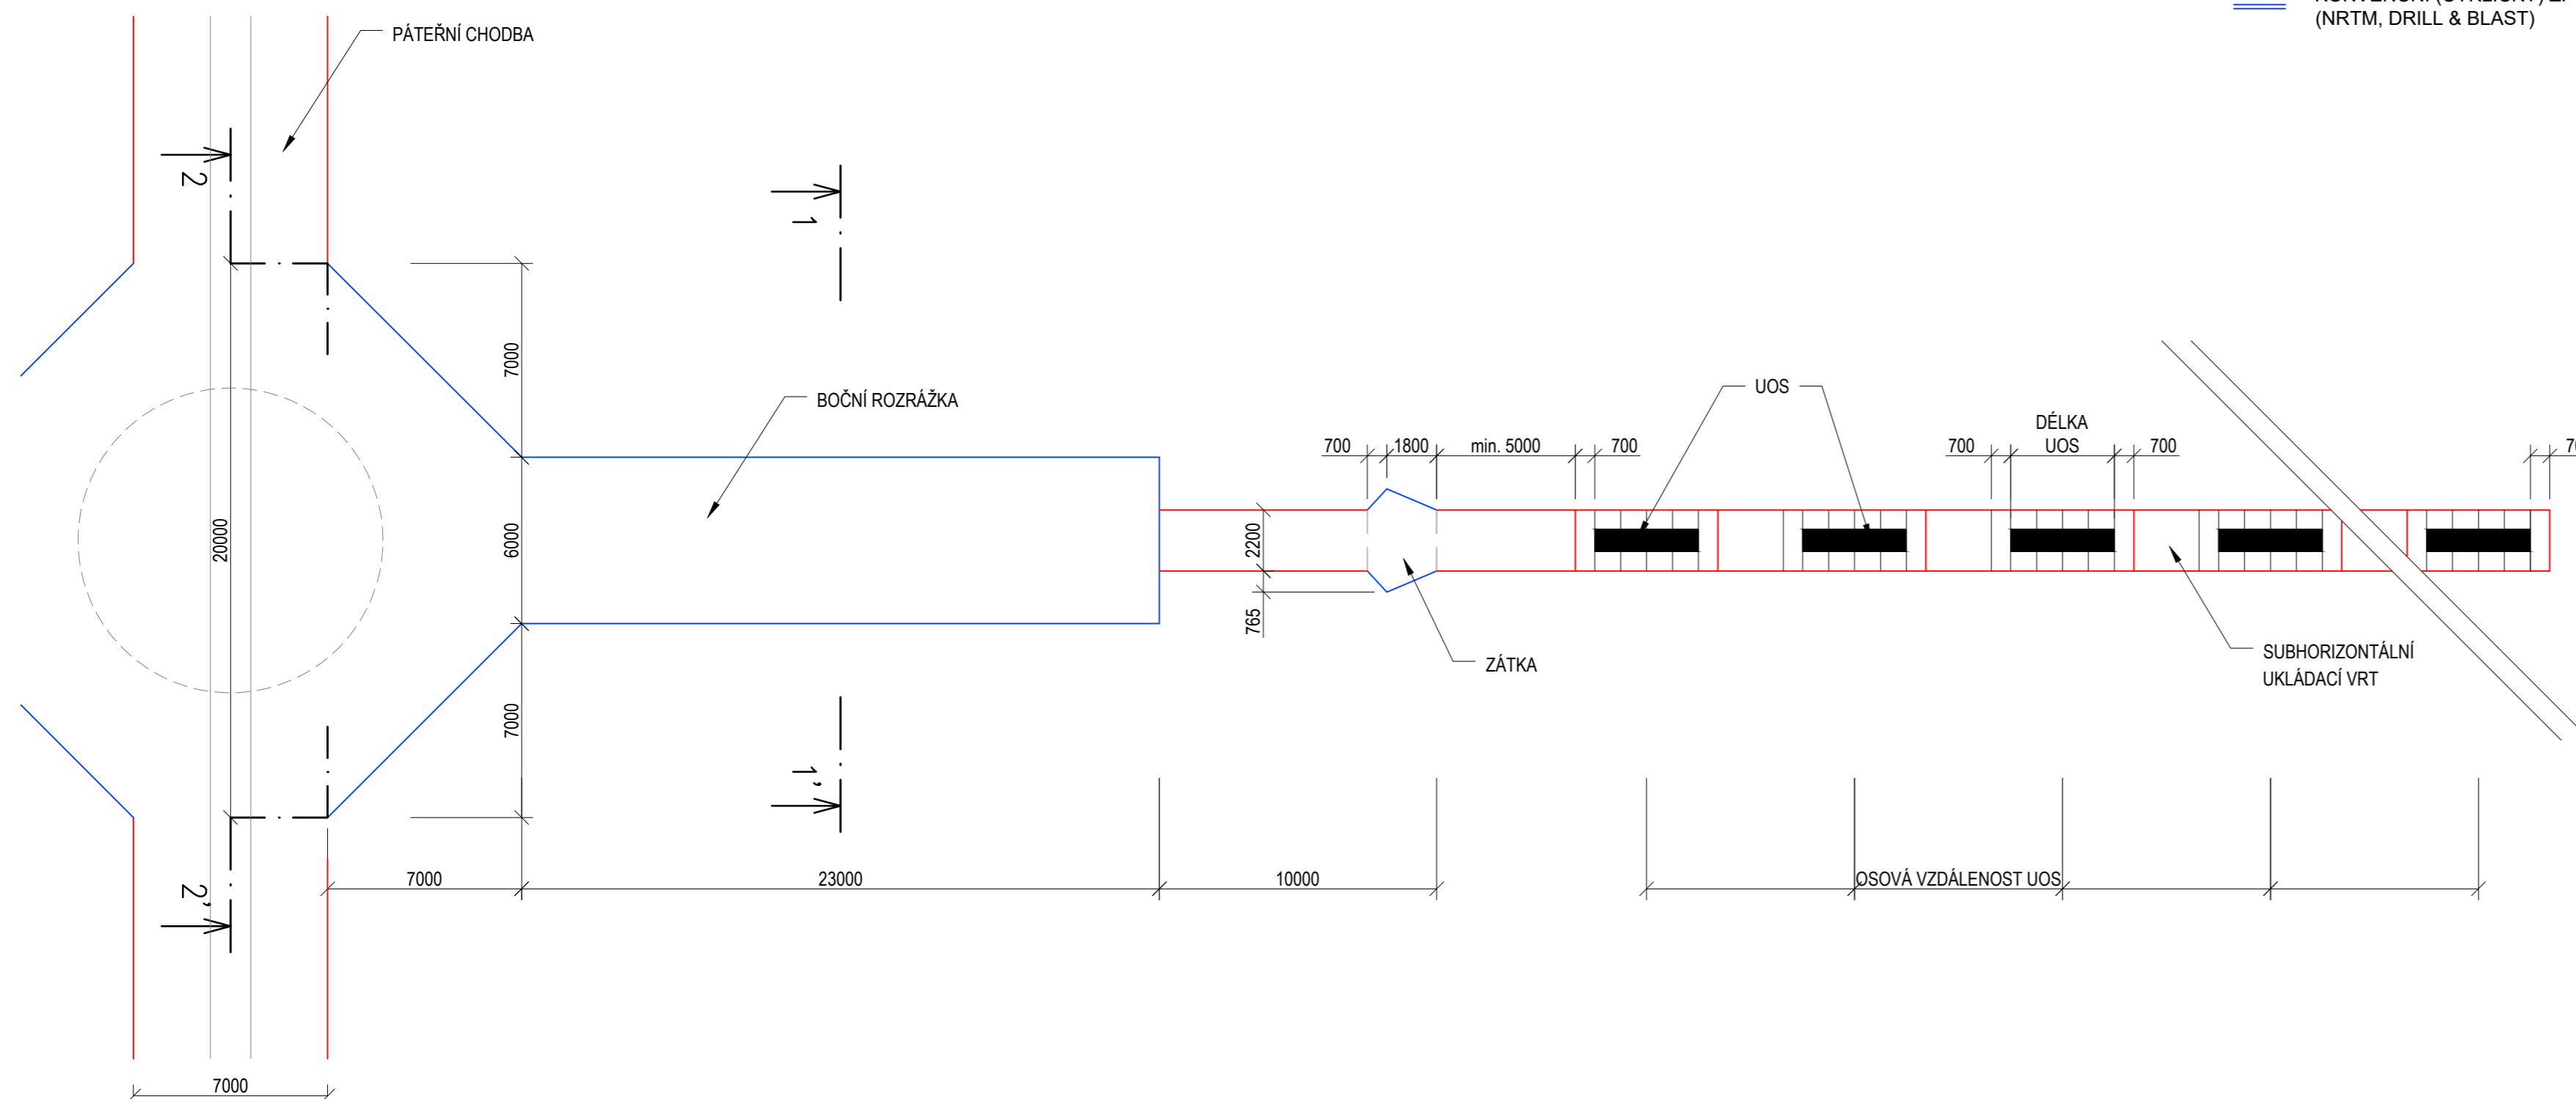 (NRTM, DRILL & BLAST)
PÁTEŘNÍ CHODBA
2
1
7000
BOČNÍ ROZRÁŽKA
UOS
DÉLKA
UOS
700
1800
min. 5000
700
700
700
20000
6000
2200
765
ZÁTKA
SUBHORIZONTÁLNÍ
UKLÁDACÍ VRT
7000
1'
2'
7000
23000
10000
OSOVÁ VZDÁLENOST UOS
7000